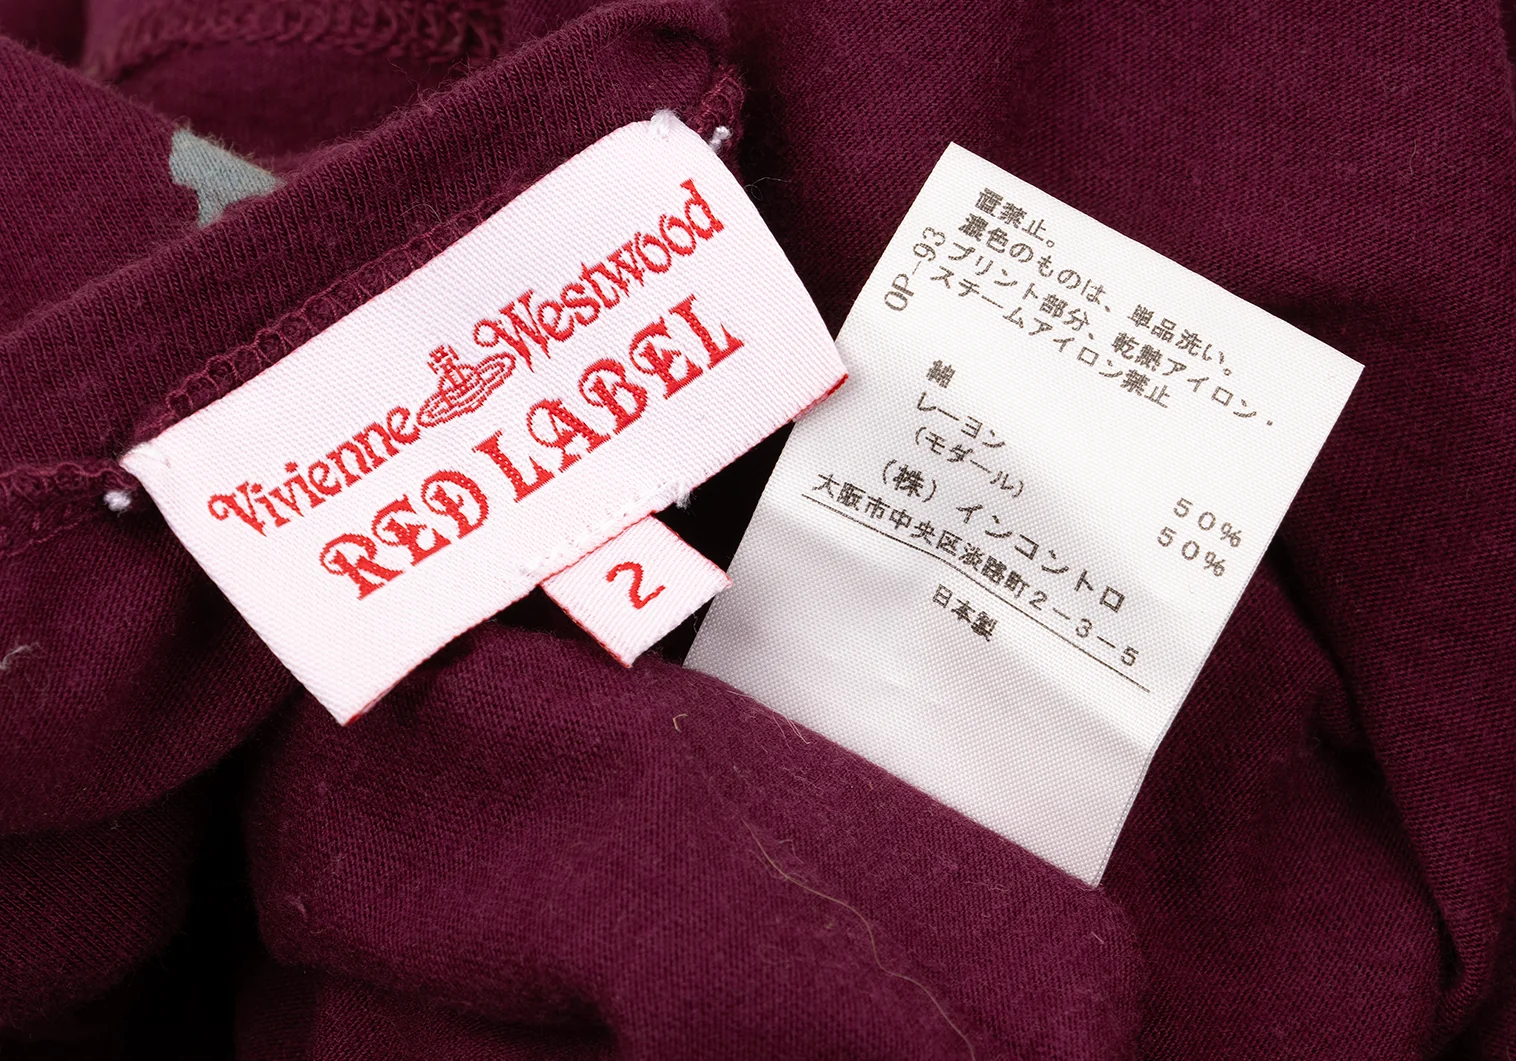 Vivienne Westwood
RED LABEL
2
置禁止。
濃色のものは、単品洗い。
プリント部分、乾熱アイロン、
スチームアイロン禁止
OP-93
綿 50%
レーヨン 50%
(モダール)
(株) インコントロ
大阪市中央区淡路町2-3-5
日本製